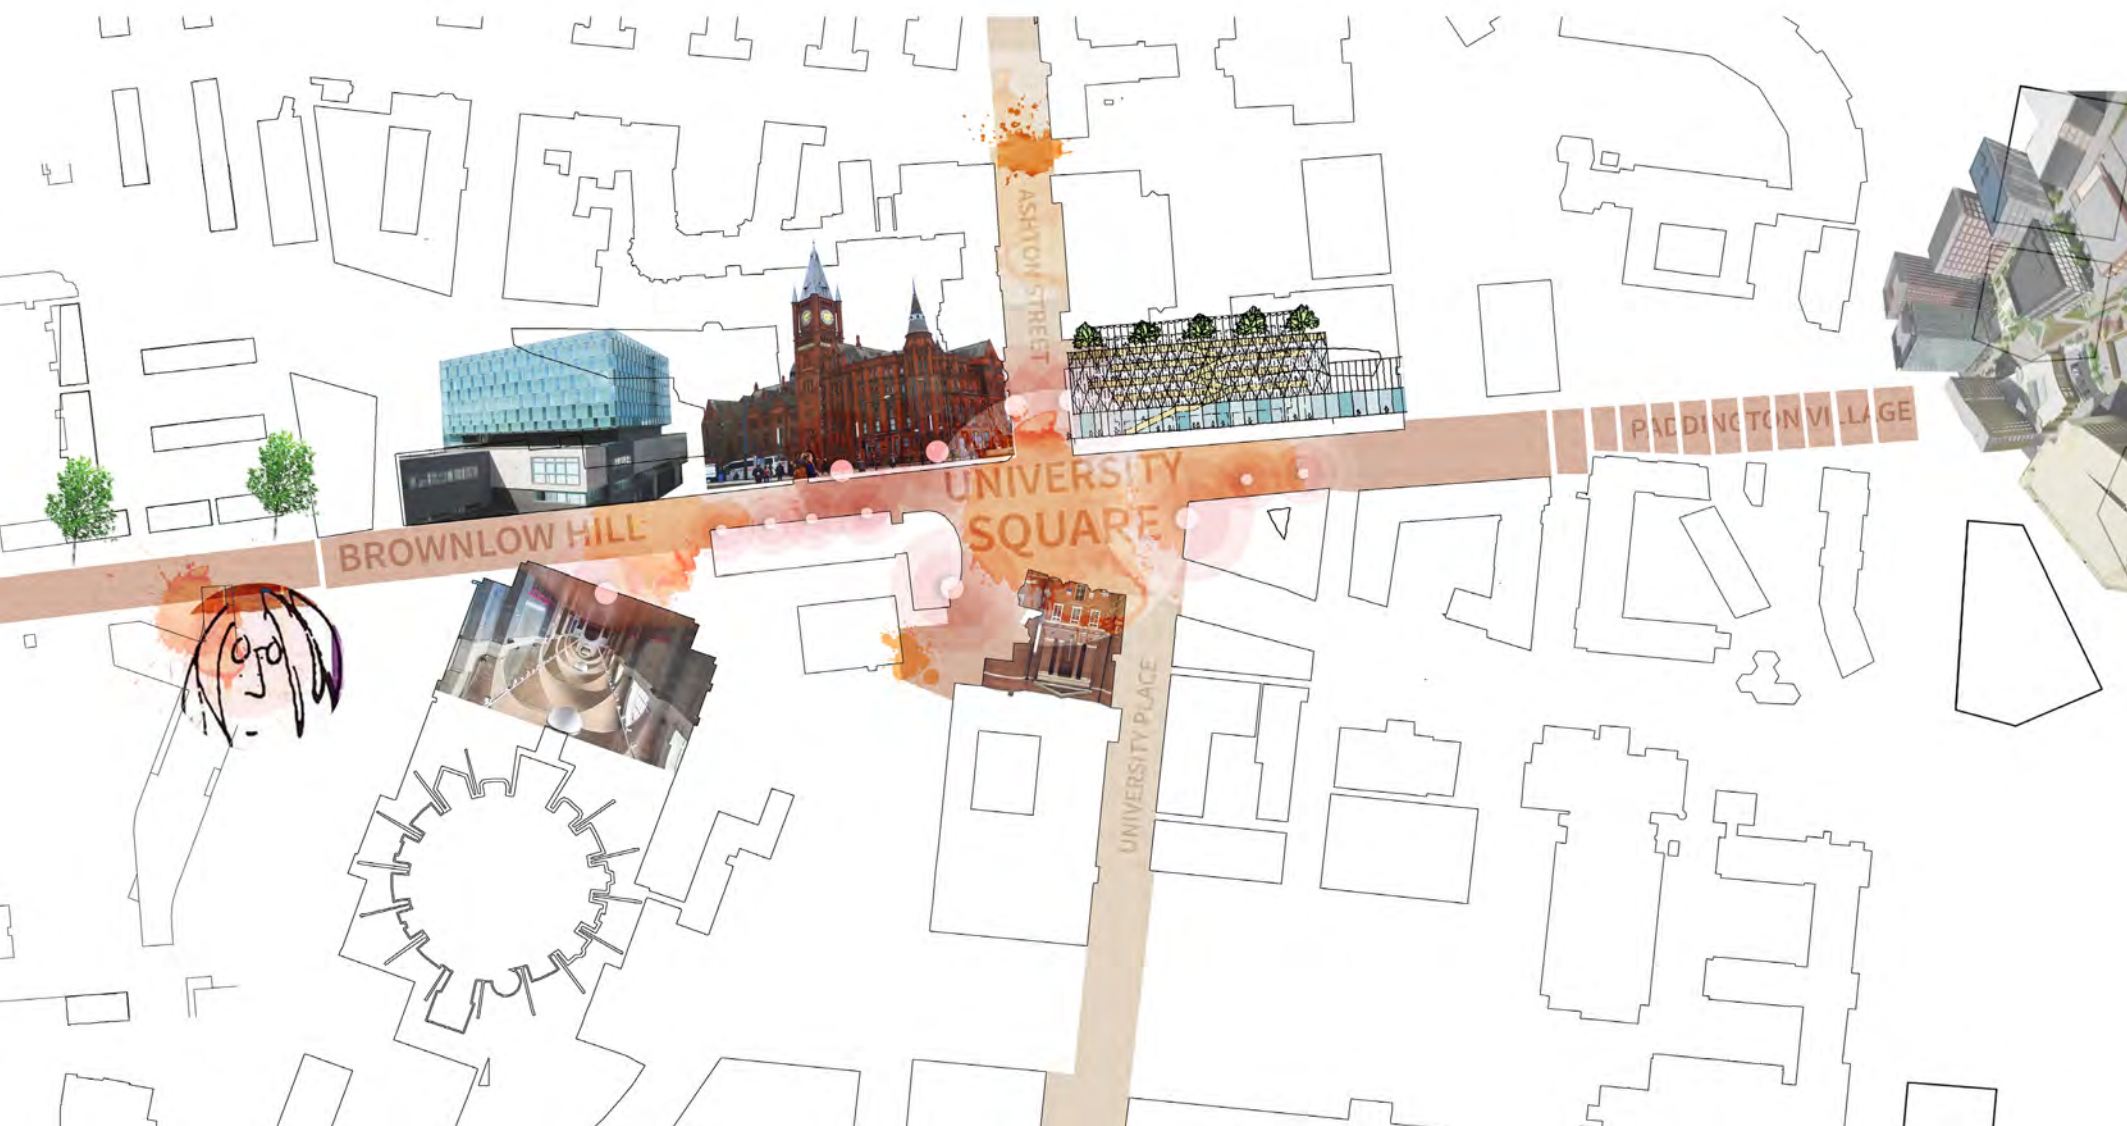 ASHTON STREET
PADDINGTON VILLAGE
UNIVERSITY
SQUARE
BROWNLOW HILL
UNIVERSITY PLACE